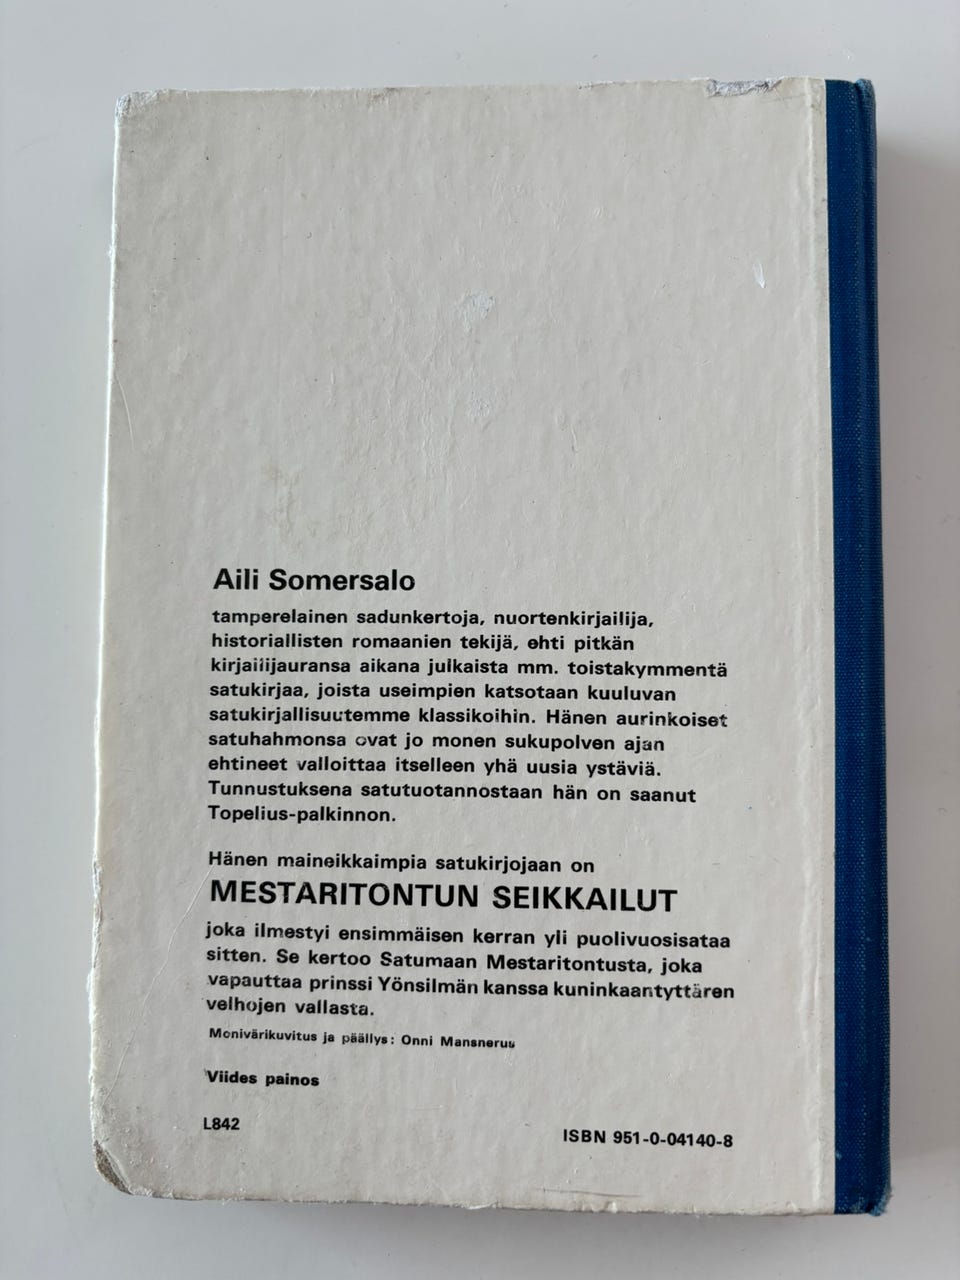 Aili Somersalo
tamperelainen sadunkertoja, nuortenkirjailija,
historiallisten romaanien tekijä, ehti pitkän
kirjailijauransa aikana julkaista mm. toistakymmentä
satukirjaa, joista useimpien katsotaan kuuluvan
satukirjallisuutemme klassikoihin. Hänen aurinkoiset
satuhahmonsa ovat jo monen sukupolven ajan
ehtineet valloittaa itselleen yhä uusia ystäviä.
Tunnustuksena satutuotannostaan hän on saanut
Topelius-palkinnon.
Hänen maineikkaimpia satukirjojaan on
MESTARITONTUN SEIKKAILUT
joka ilmestyi ensimmäisen kerran yli puolivuosisataa
sitten. Se kertoo Satumaan Mestaritontusta, joka
vapauttaa prinssi Yönsilmän kanssa kuninkaantyttären
velhojen vallasta.
Monivärikuvitus ja päällys: Onni Mansnerus
Viides painos
L842
ISBN 951-0-04140-8